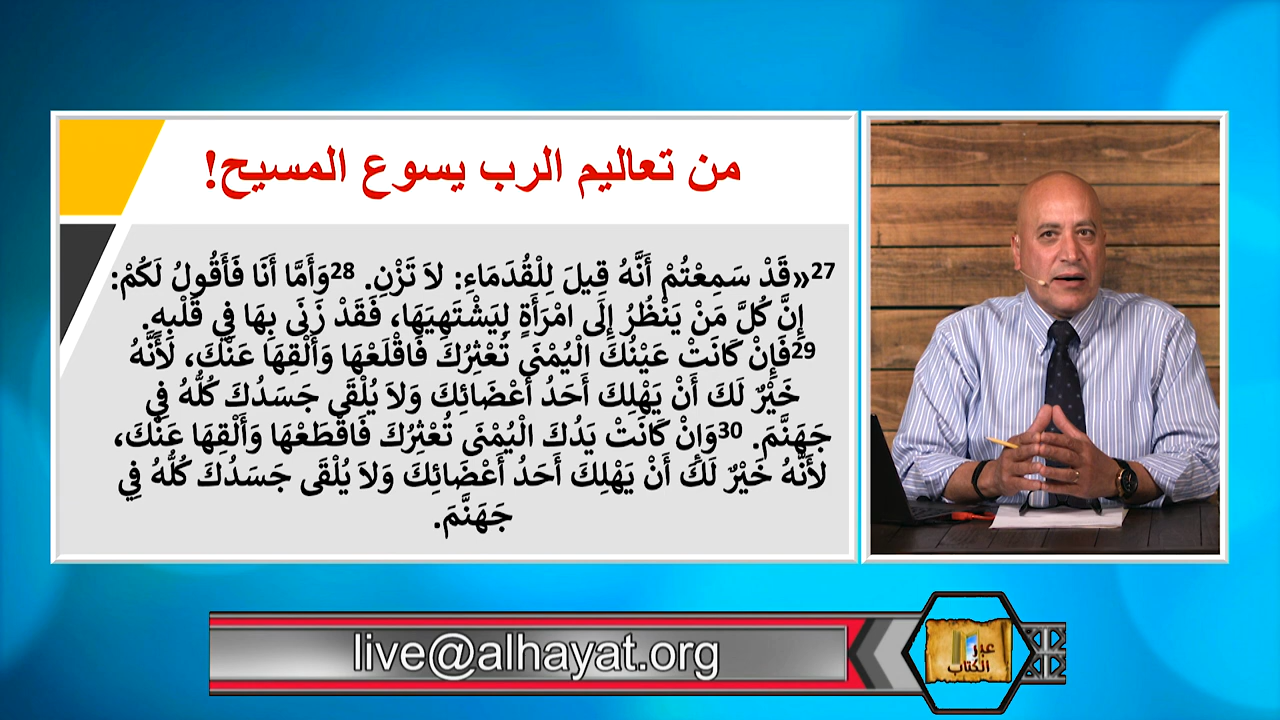 من تعاليم الرب يسوع المسيح!
27«قَدْ سَمِعْتُمْ أَنَّهُ قِيلَ لِلْقُدَمَاءِ: لاَ تَزْنِ. 28وَأَمَّا أَنَا فَأَقُولُ لَكُمْ:
إِنَّ كُلَّ مَنْ يَنْظُرُ إِلَى امْرَأَةٍ لِيَشْتَهِيَهَا، فَقَدْ زَنَى بِهَا فِي قَلْبِهِ.
29فَإِنْ كَانَتْ عَيْنُكَ الْيُمْنَى تُعْثِرُكَ فَاقْلَعْهَا وَأَلْقِهَا عَنْكَ، لأَنَّهُ
خَيْرٌ لَكَ أَنْ يَهْلِكَ أَحَدُ أَعْضَائِكَ وَلاَ يُلْقَى جَسَدُكَ كُلُّهُ فِي
جَهَنَّمَ. 30وَإِنْ كَانَتْ يَدُكَ الْيُمْنَى تُعْثِرُكَ فَاقْطَعْهَا وَأَلْقِهَا عَنْكَ،
لأَنَّهُ خَيْرٌ لَكَ أَنْ يَهْلِكَ أَحَدُ أَعْضَائِكَ وَلاَ يُلْقَى جَسَدُكَ كُلُّهُ فِي
جَهَنَّمَ.
live@alhayat.org
عبر
الكتاب